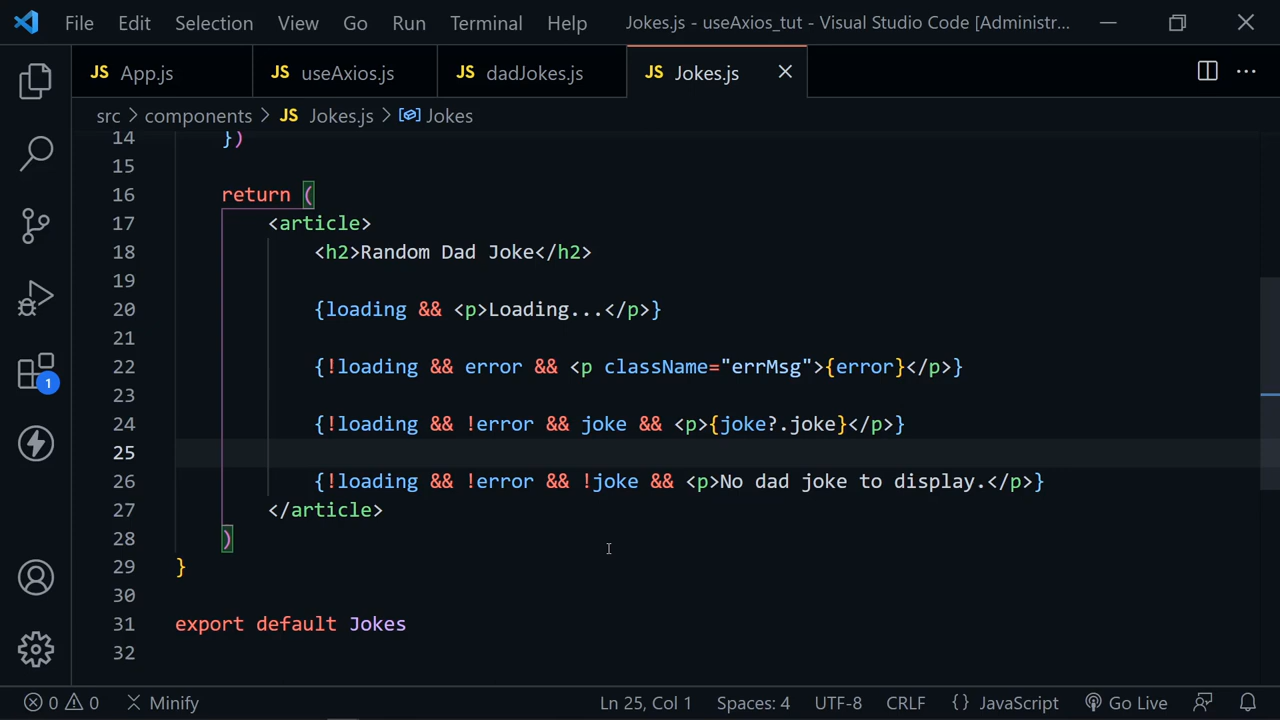 File Edit Selection View Go Run Terminal Help Jokes.js - useAxios_tut - Visual Studio Code [Administr...
JS App.js JS useAxios.js JS dadJokes.js JS Jokes.js
src > components > JS Jokes.js > Jokes
14 })
15
16 return (
17 <article>
18 <h2>Random Dad Joke</h2>
19
20 {loading && <p>Loading...</p>}
21
22 {!loading && error && <p className="errMsg">{error}</p>}
23
24 {!loading && !error && joke && <p>{joke?.joke}</p>}
25
26 {!loading && !error && !joke && <p>No dad joke to display.</p>}
27 </article>
28 )
29 }
30
31 export default Jokes
32
1
0 0 Minify Ln 25, Col 1 Spaces: 4 UTF-8 CRLF {} JavaScript Go Live